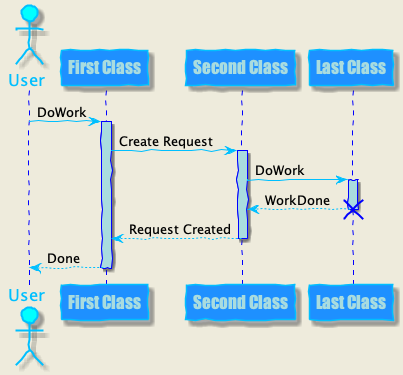 User
First Class
Second Class
Last Class
DoWork
Create Request
DoWork
WorkDone
Request Created
Done
User
First Class
Second Class
Last Class